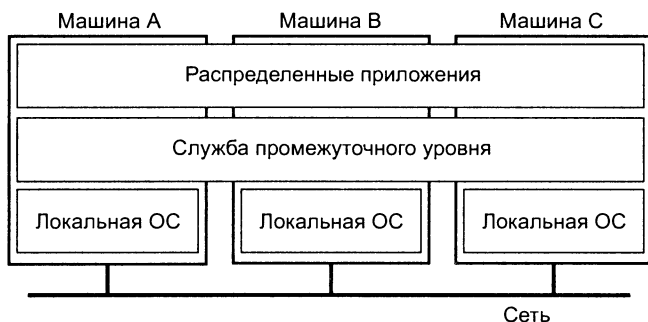 Машина A Машина B Машина C
Распределенные приложения
Служба промежуточного уровня
Локальная ОС Локальная ОС Локальная ОС
Сеть